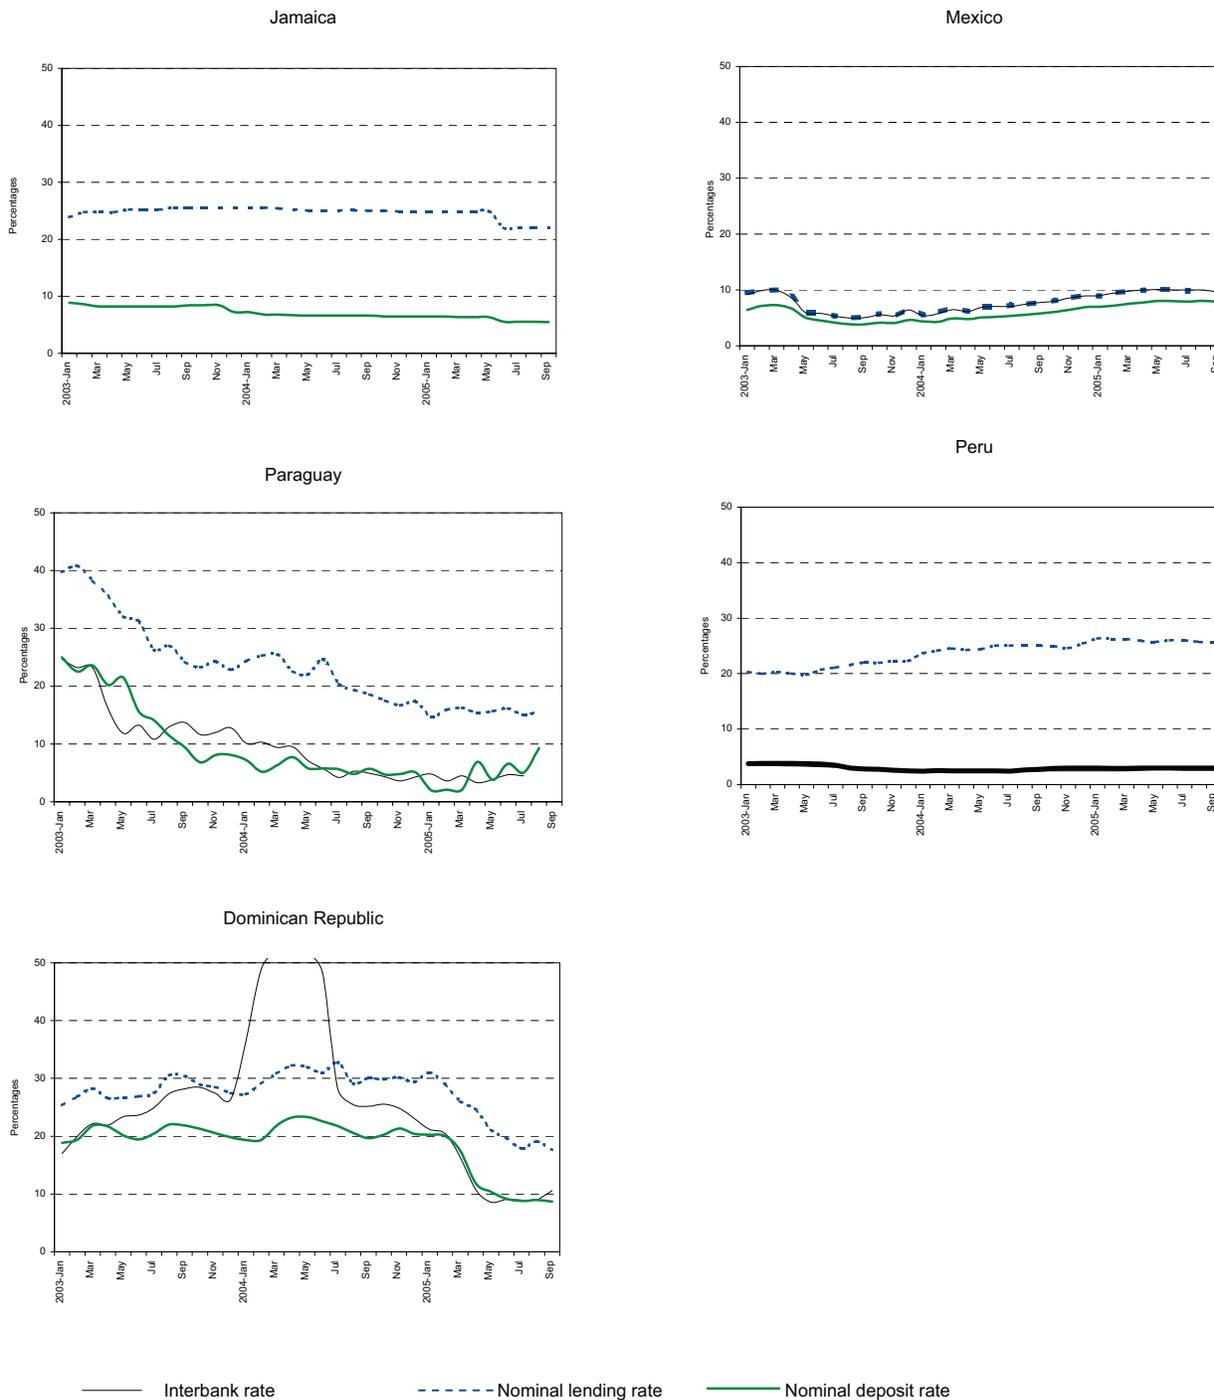 Jamaica
Percentages
50
40
30
20
10
0
2003-Jan Mar May Jul Sep Nov 2004-Jan Mar May Jul Sep Nov 2005-Jan Mar May Jul Sep
Mexico
Percentages
50
40
30
20
10
0
2003-Jan Mar May Jul Sep Nov 2004-Jan Mar May Jul Sep Nov 2005-Jan Mar May Jul
Paraguay
Percentages
50
40
30
20
10
0
2003-Jan Mar May Jul Sep Nov 2004-Jan Mar May Jul Sep Nov 2005-Jan Mar May Jul Sep
Peru
Percentages
50
40
30
20
10
0
2003-Jan Mar May Jul Sep Nov 2004-Jan Mar May Jul Sep Nov 2005-Jan Mar May Jul Sep
Dominican Republic
Percentages
50
40
30
20
10
0
2003-Jan Mar May Jul Sep Nov 2004-Jan Mar May Jul Sep Nov 2005-Jan Mar May Jul Sep
Interbank rate Nominal lending rate Nominal deposit rate